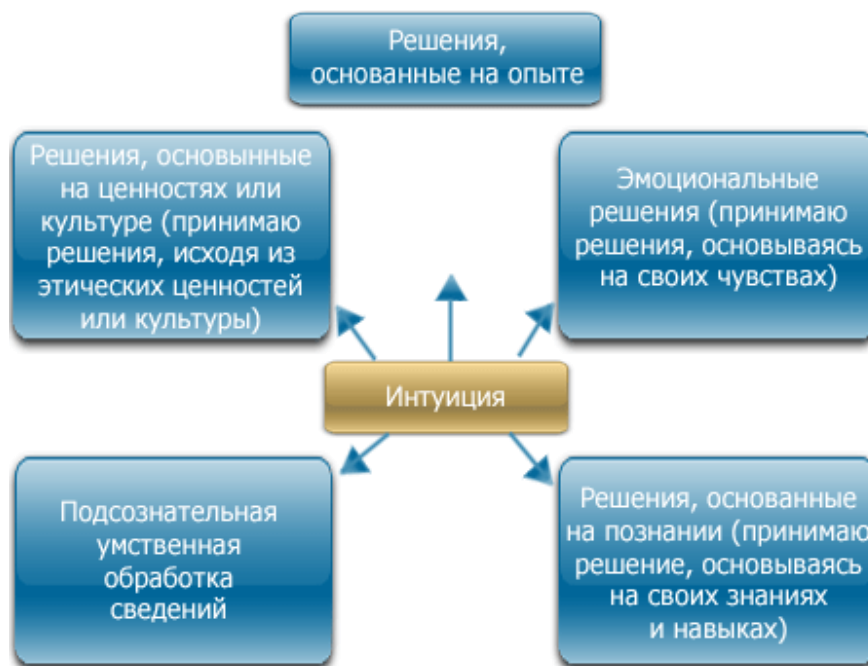 Решения,
основанные на опыте
Решения, основынные
на ценностях или
культуре (принимаю
решения, исходя из
этических ценностей
или культуры)
Эмоциональные
решения (принимаю
решения, основываясь
на своих чувствах)
Интуиция
Подсознательная
умственная
обработка
сведений
Решения, основанные
на познании (принимаю
решение, основываясь
на своих знаниях
и навыках)